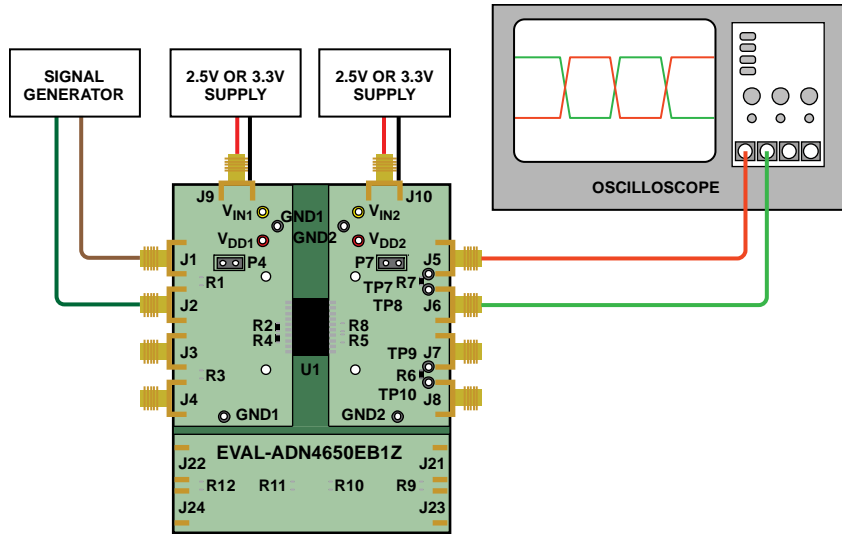 SIGNAL
GENERATOR
2.5V OR 3.3V
SUPPLY
2.5V OR 3.3V
SUPPLY
OSCILLOSCOPE
J9
J10
VIN1
GND1
VIN2
GND2
VDD1
VDD2
J1
P4
P7
J5
R1
R7
TP7
J2
TP8
J6
R2
R8
R4
R5
J3
TP9
J7
U1
R3
R6
J4
TP10
J8
GND1
GND2
EVAL-ADN4650EB1Z
J22
J21
R12
R11
R10
R9
J24
J23